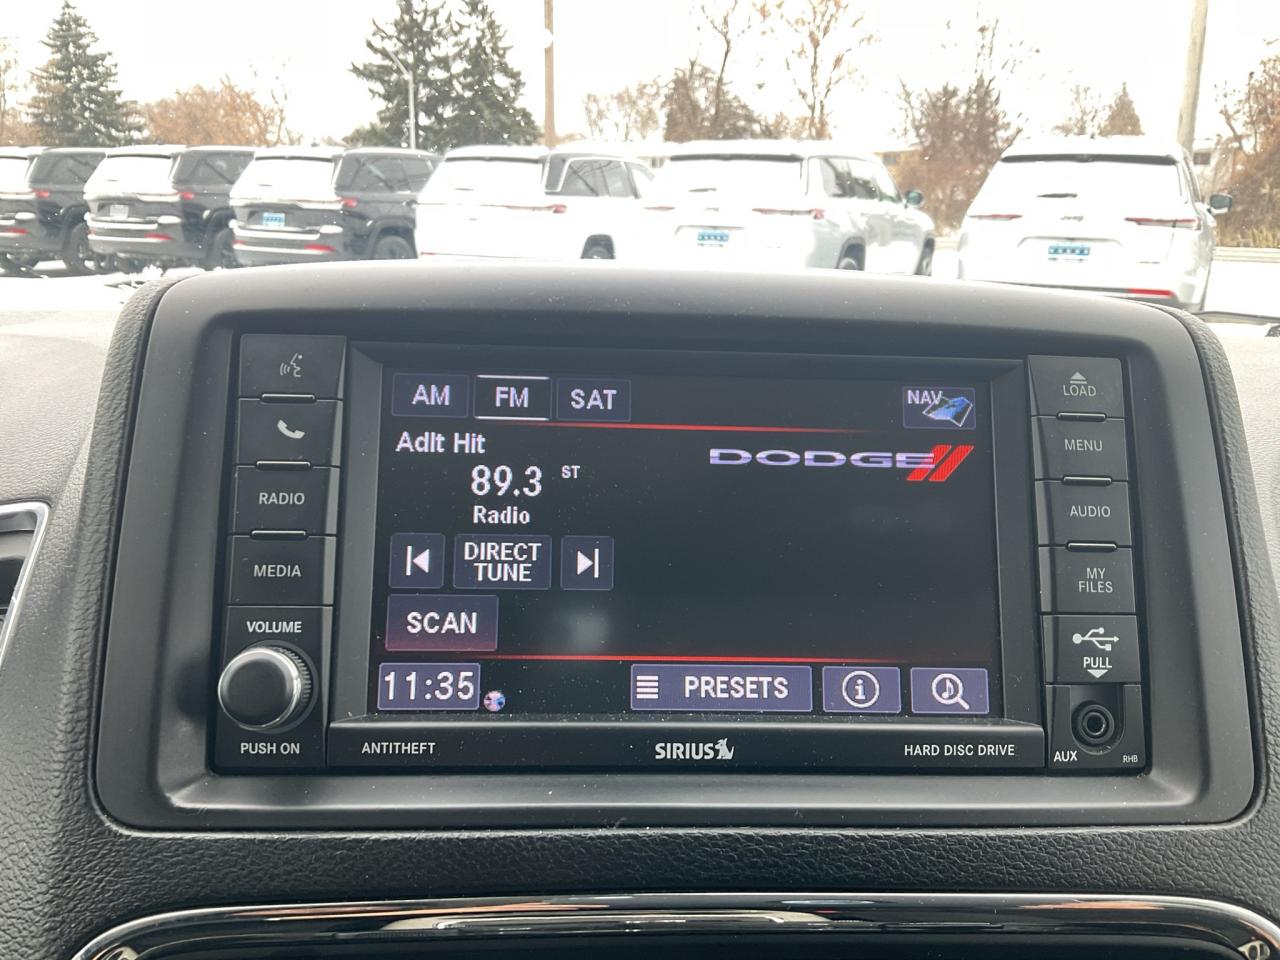 AM FM SAT
NAV
Adlt Hit
89.3 ST
Radio
DODGE
DIRECT
TUNE
SCAN
11:35
PRESETS
RADIO
MEDIA
VOLUME
PUSH ON
ANTITHEFT
SIRIUS
HARD DISC DRIVE
LOAD
MENU
AUDIO
MY
FILES
PULL
AUX
RHB